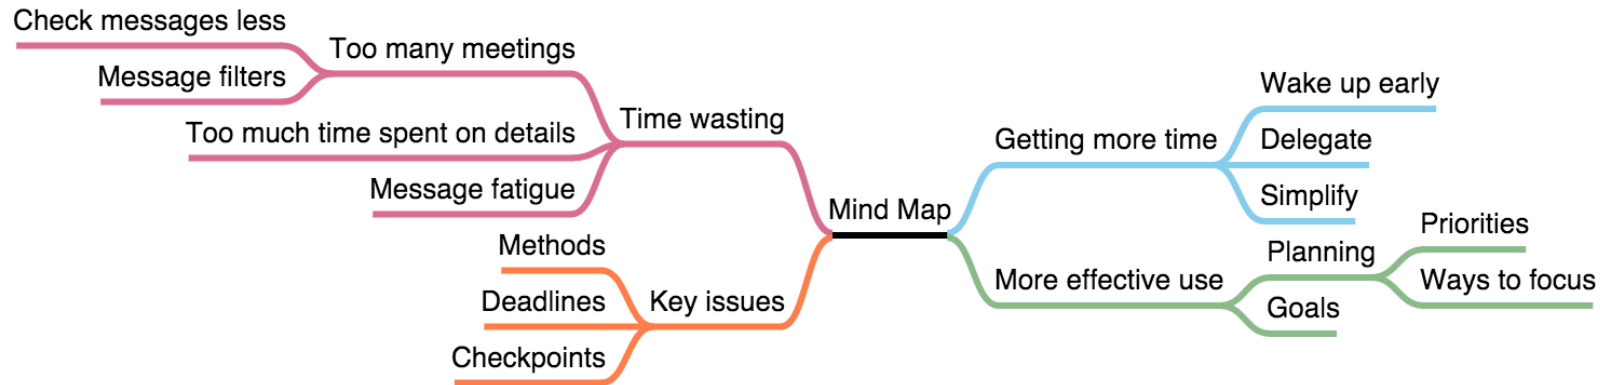 Check messages less
Message filters
Too many meetings
Too much time spent on details
Message fatigue
Time wasting
Methods
Deadlines
Checkpoints
Key issues
Mind Map
Getting more time
Wake up early
Delegate
Simplify
More effective use
Planning
Goals
Priorities
Ways to focus